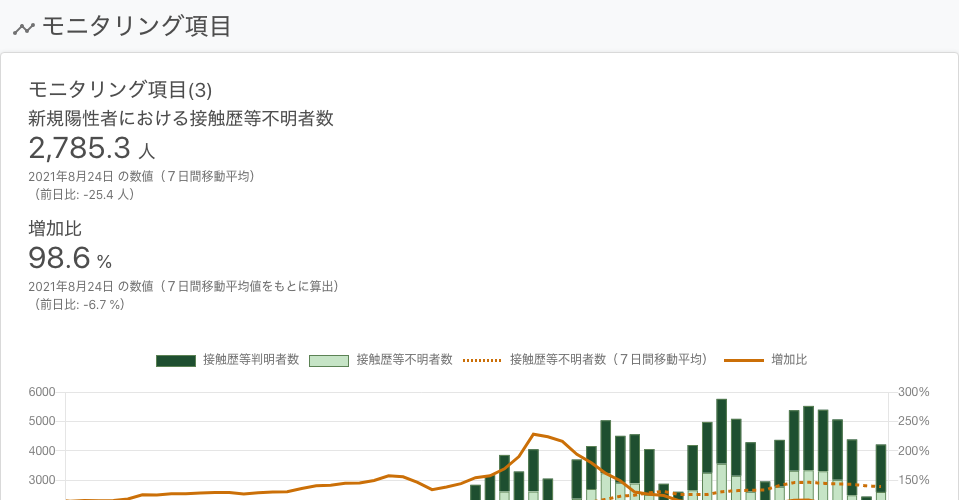 モニタリング項目
モニタリング項目(3)
新規陽性者における接触歴等不明者数
2,785.3 人
2021年8月24日 の数値（７日間移動平均）
（前日比: -25.4 人）
増加比
98.6 %
2021年8月24日 の数値（７日間移動平均値をもとに算出）
（前日比: -6.7 %）
接触歴等判明者数 接触歴等不明者数 接触歴等不明者数（７日間移動平均） 増加比
6000 300%
5000 250%
4000 200%
3000 150%